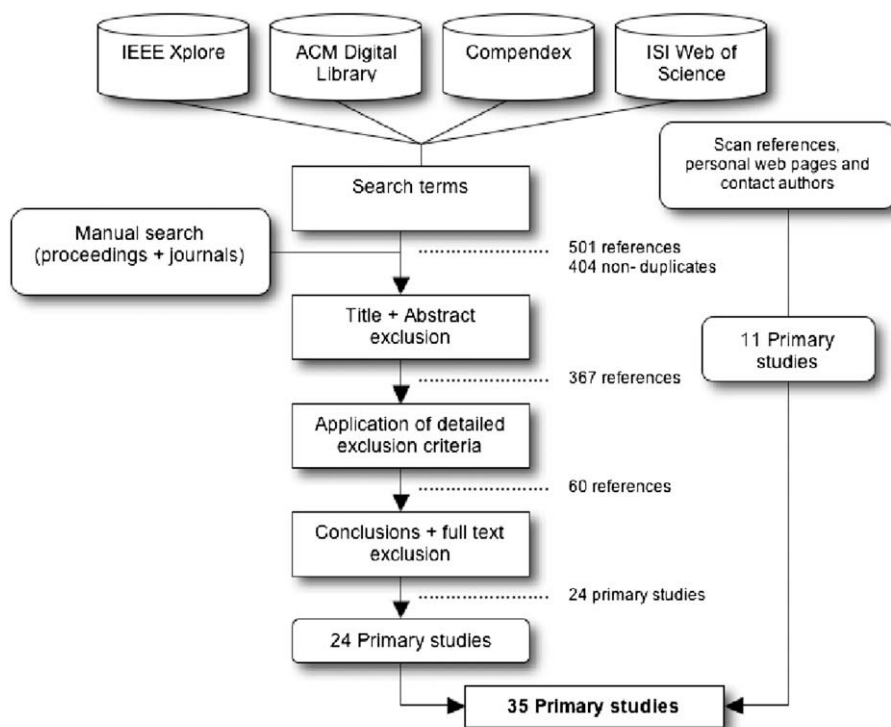 IEEE Xplore
ACM Digital
Library
Compendex
ISI Web of
Science
Scan references,
personal web pages and
contact authors
Search terms
Manual search
(proceedings + journals)
501 references
404 non- duplicates
Title + Abstract
exclusion
11 Primary
studies
367 references
Application of detailed
exclusion criteria
60 references
Conclusions + full text
exclusion
24 primary studies
24 Primary studies
35 Primary studies